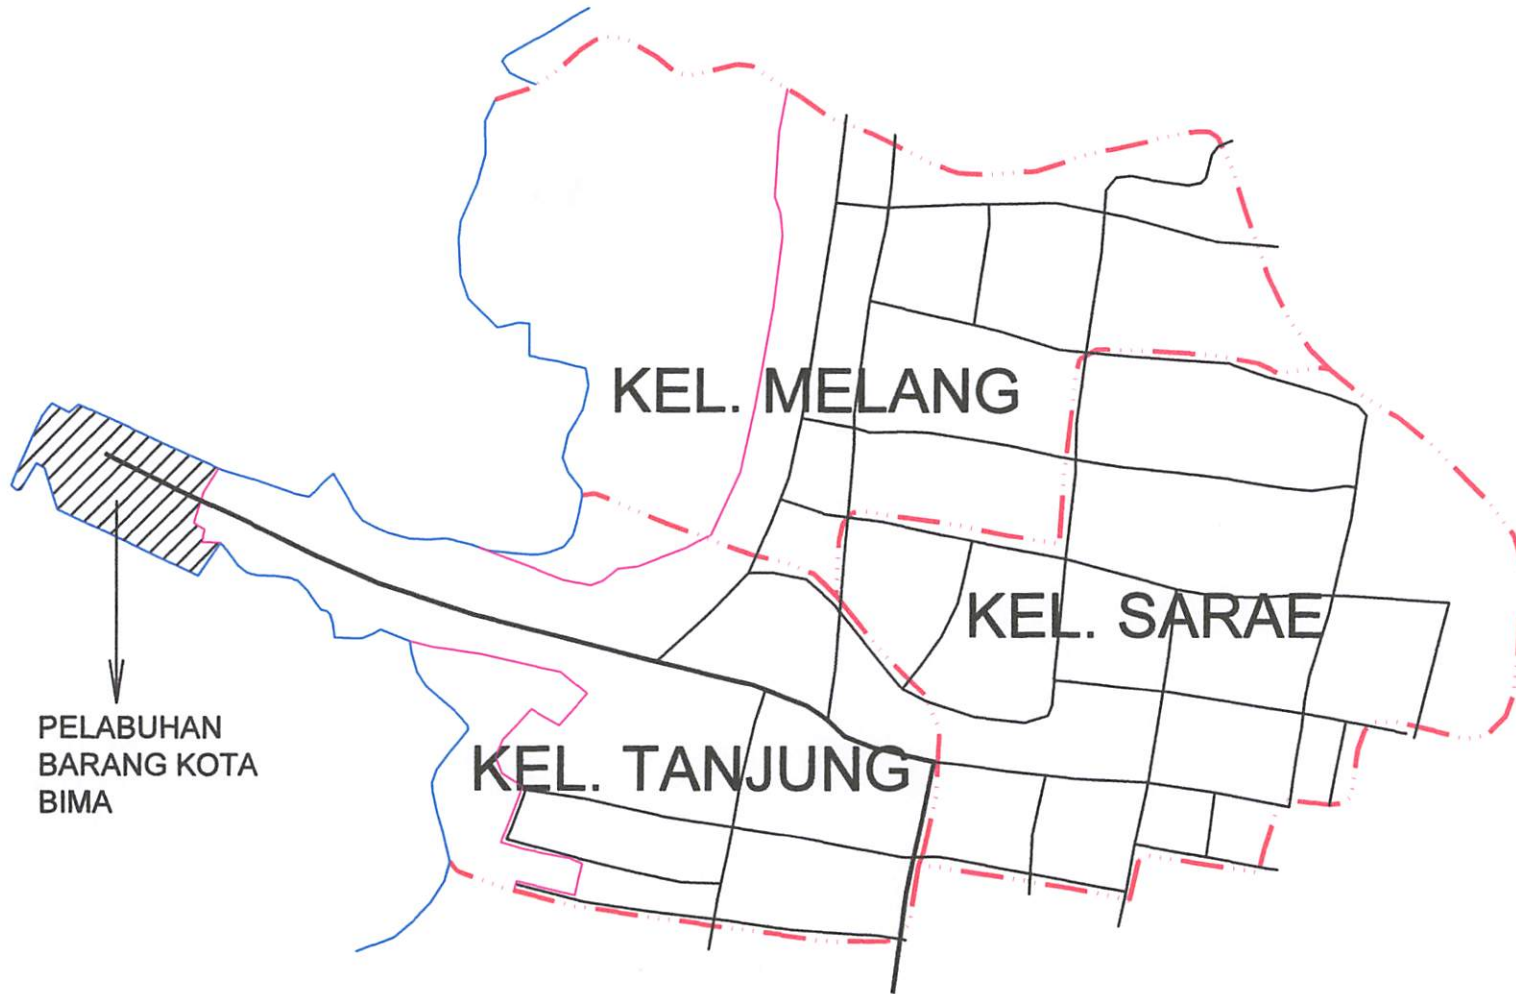 KEL. MELANG
KEL. SARAE
PELABUHAN
BARANG KOTA
BIMA
KEL. TANJUNG